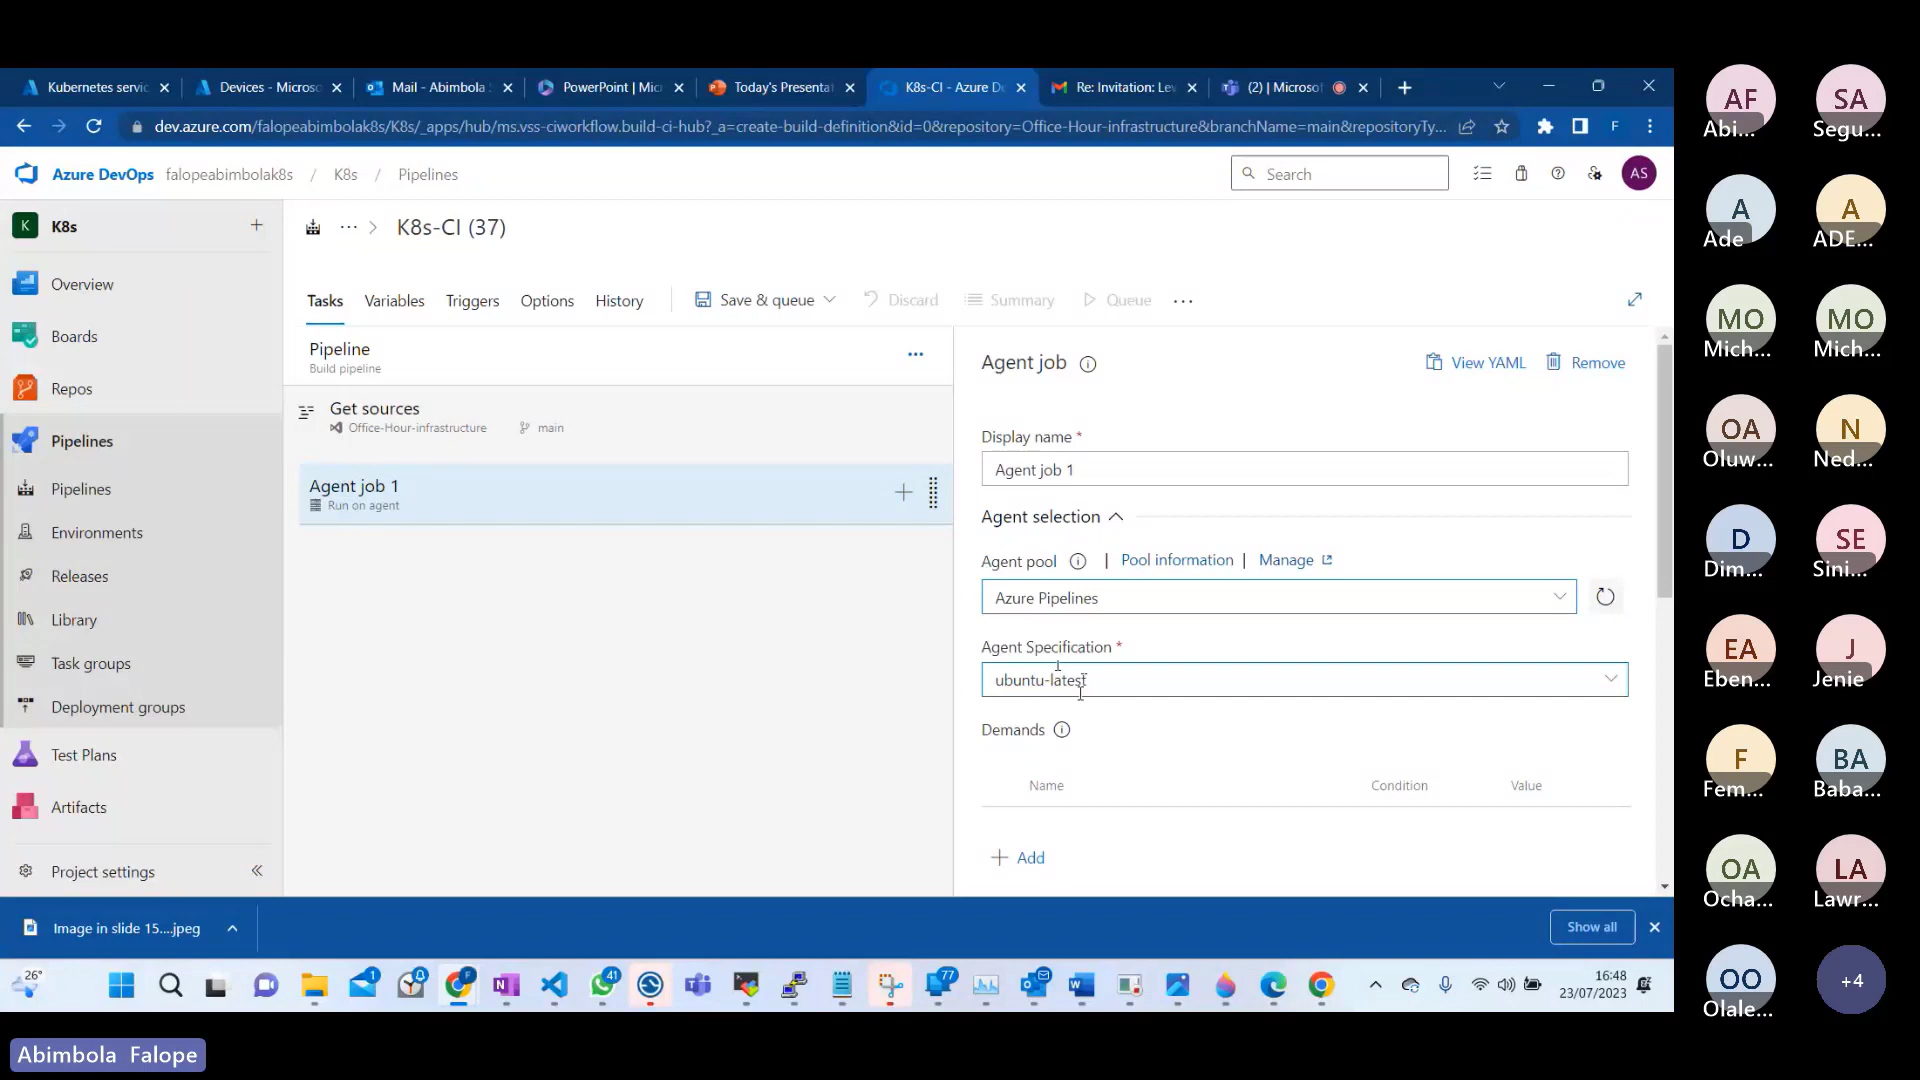 Kubernetes servic
Devices - Microso
Mail - Abimbola S
PowerPoint | Mic
Today's Presenta
K8s-CI - Azure D
Re: Invitation: Le
(2) | Microsof
dev.azure.com/falopeabimbolak8s/K8s/_apps/hub/ms.vss-ciworkflow.build-ci-hub?_a=create-build-definition&id=0&repository=Office-Hour-infrastructure&branchName=main&repositoryTy...
F
Azure DevOps
falopeabimbolak8s / K8s / Pipelines
Search
AS
K
K8s
Overview
Boards
Repos
Pipelines
Pipelines
Environments
Releases
Library
Task groups
Deployment groups
Test Plans
Artifacts
Project settings
... > K8s-CI (37)
Tasks
Variables
Triggers
Options
History
Save & queue
Discard
Summary
Queue
...
Pipeline
Build pipeline
...
Get sources
Office-Hour-infrastructure
main
Agent job 1
Run on agent
Agent job
View YAML
Remove
Display name *
Agent job 1
Agent selection
Agent pool | Pool information | Manage
Azure Pipelines
Agent Specification *
ubuntu-latest
Demands
Name
Condition
Value
Add
Image in slide 15....jpeg
Show all
26°
1
F
41
77
16:48
23/07/2023
AF
Abi...
SA
Segu...
A
Ade
A
ADE...
MO
Mich...
MO
Mich...
OA
Oluw...
N
Ned...
D
Dim...
SE
Sini...
EA
Eben...
J
Jenie
F
Fem...
BA
Baba...
OA
Ocha...
LA
Lawr...
OO
Olale...
+4
Abimbola Falope